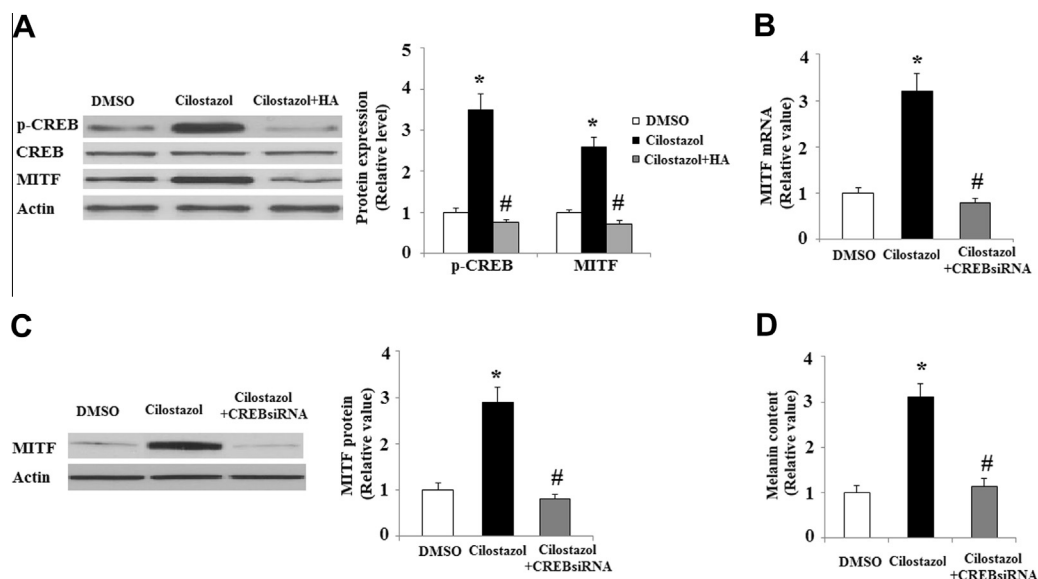 A
DMSO Cilostazol Cilostazol+HA
p-CREB
CREB
MITF
Actin
Protein expression
(Relative level)
5
4
3
2
1
0
* # * #
DMSO
Cilostazol
Cilostazol+HA
p-CREB MITF
B
MITF mRNA
(Relative value)
4
3
2
1
0
* #
DMSO Cilostazol Cilostazol
+CREBsiRNA
C
DMSO Cilostazol Cilostazol
+CREBsiRNA
MITF
Actin
MITF protein
(Relative value)
4
3
2
1
0
* #
DMSO Cilostazol Cilostazol
+CREBsiRNA
D
Melanin content
(Relative value)
4
3
2
1
0
* #
DMSO Cilostazol Cilostazol
+CREBsiRNA